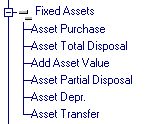 Fixed Assets
Asset Purchase
Asset Total Disposal
Add Asset Value
Asset Partial Disposal
Asset Depr.
Asset Transfer